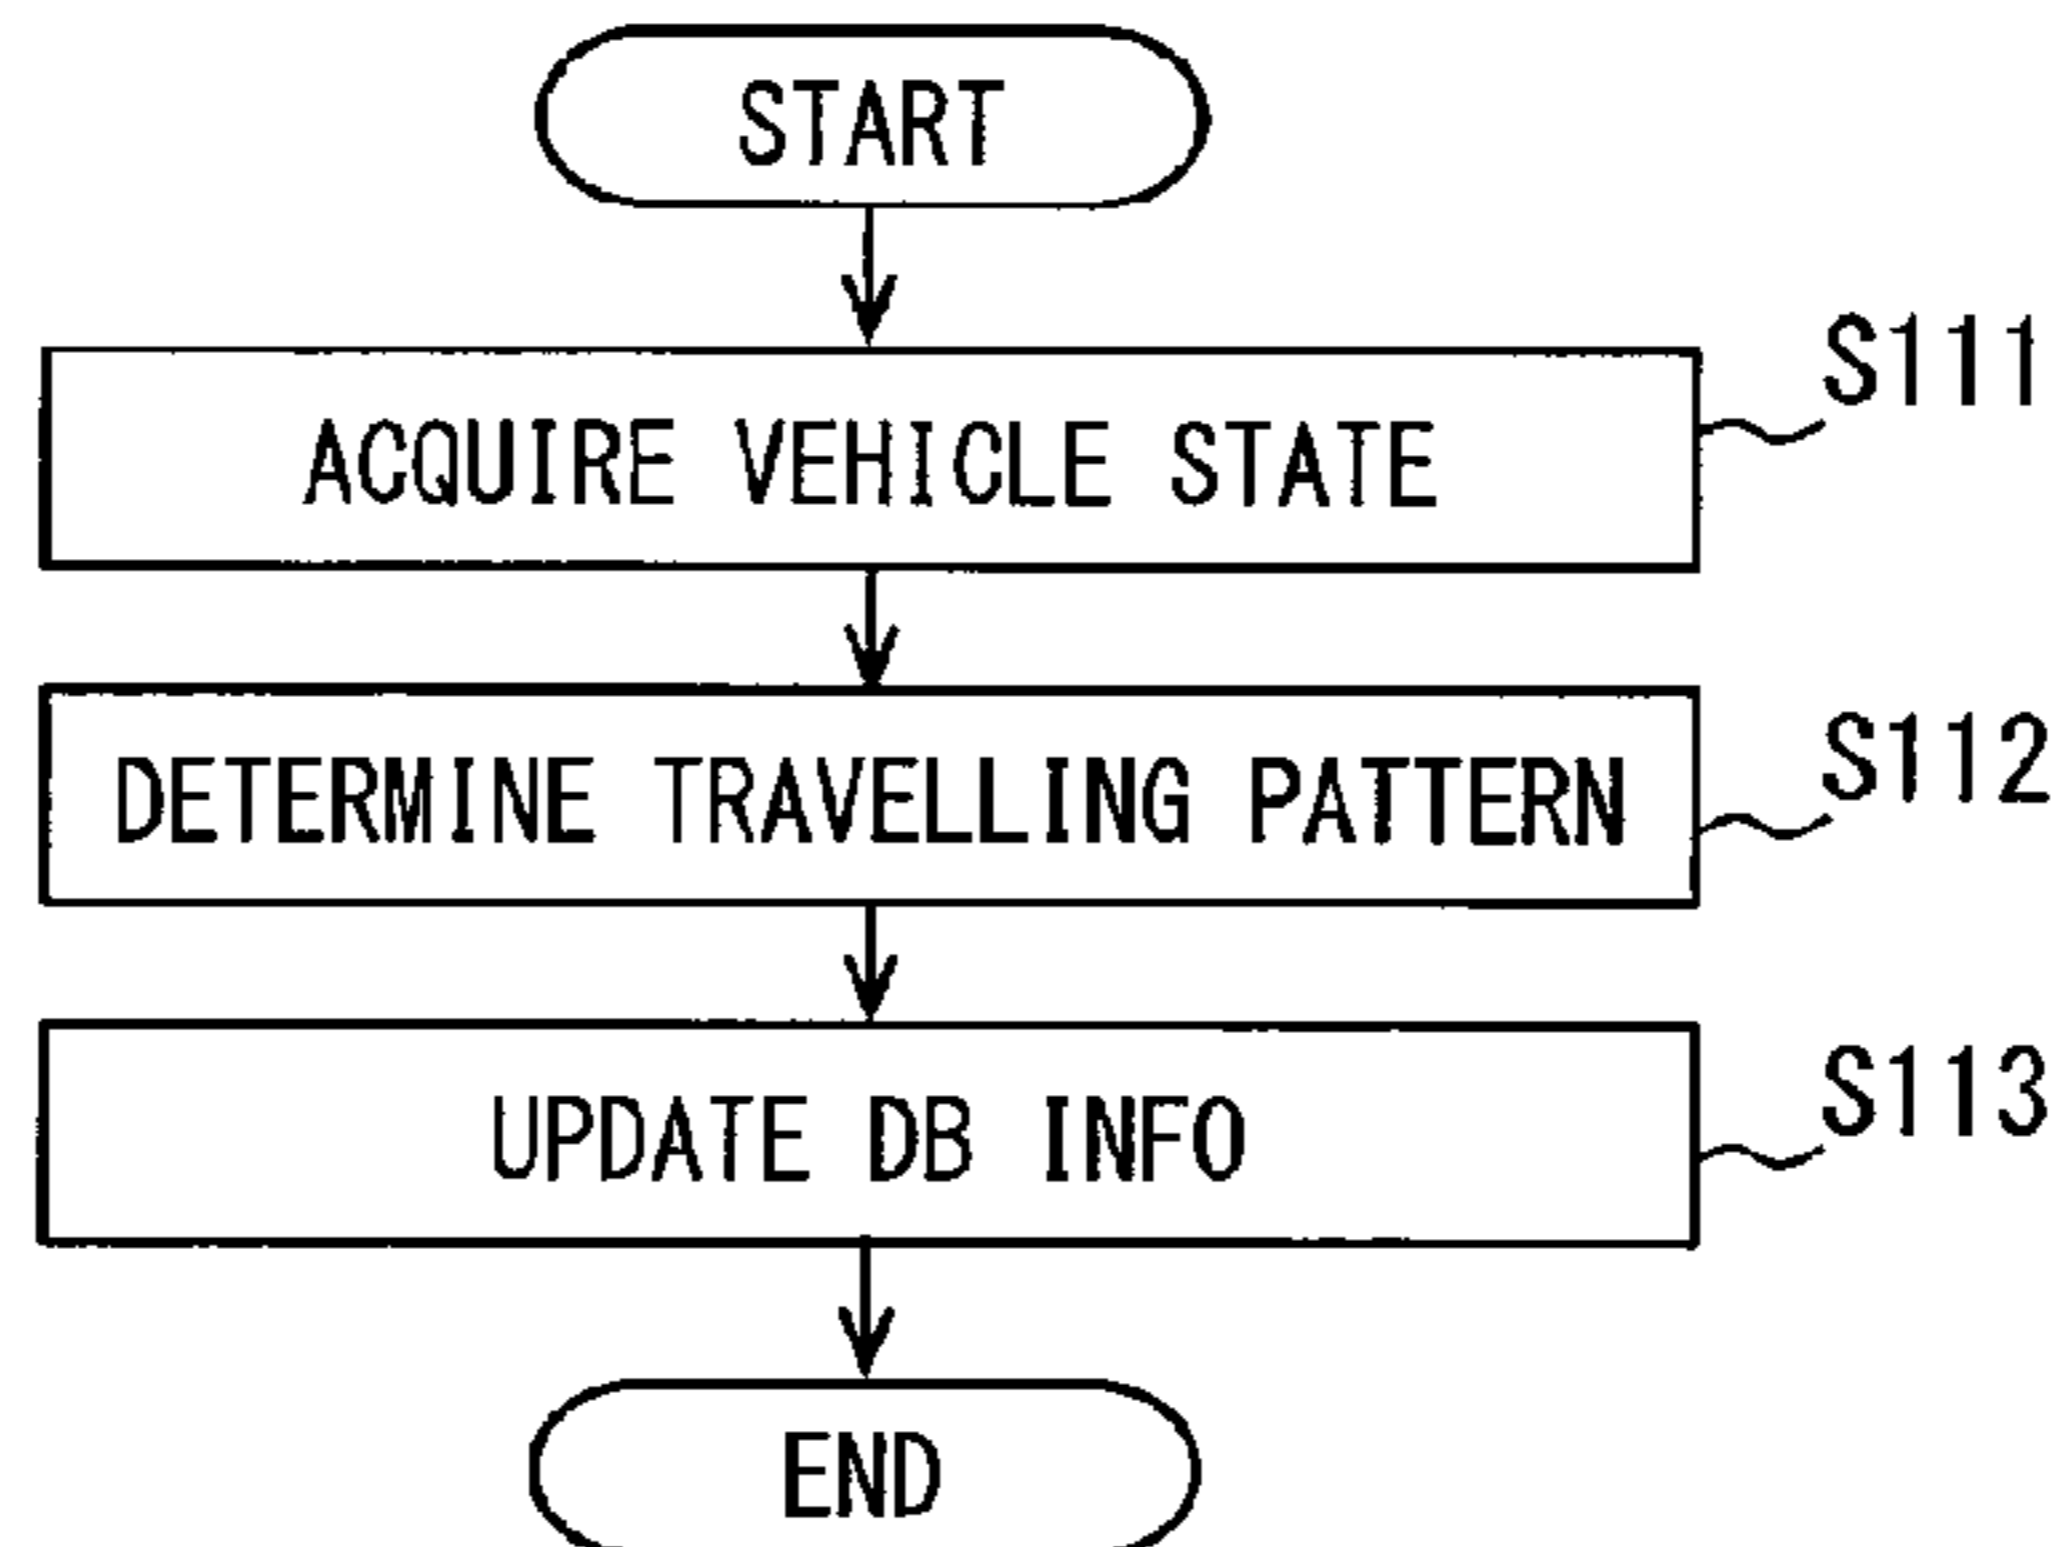 START
S111
ACQUIRE VEHICLE STATE
S112
DETERMINE TRAVELLING PATTERN
S113
UPDATE DB INFO
END